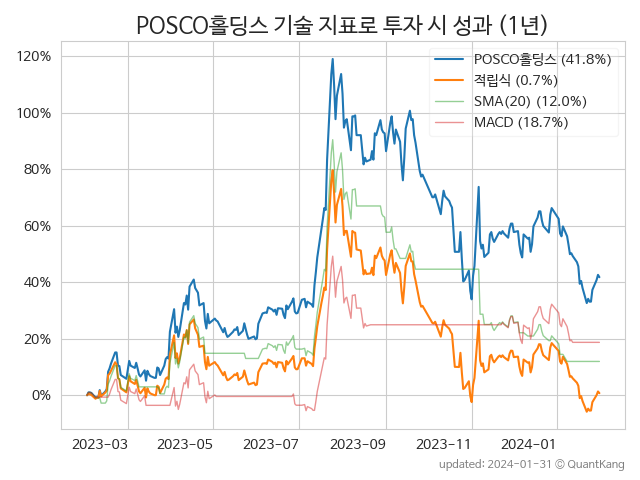 POSCO홀딩스 기술 지표로 투자 시 성과 (1년)
120%
100%
80%
60%
40%
20%
0%
POSCO홀딩스 (41.8%)
적립식 (0.7%)
SMA(20) (12.0%)
MACD (18.7%)
2023-03
2023-05
2023-07
2023-09
2023-11
2024-01
updated: 2024-01-31 © QuantKang